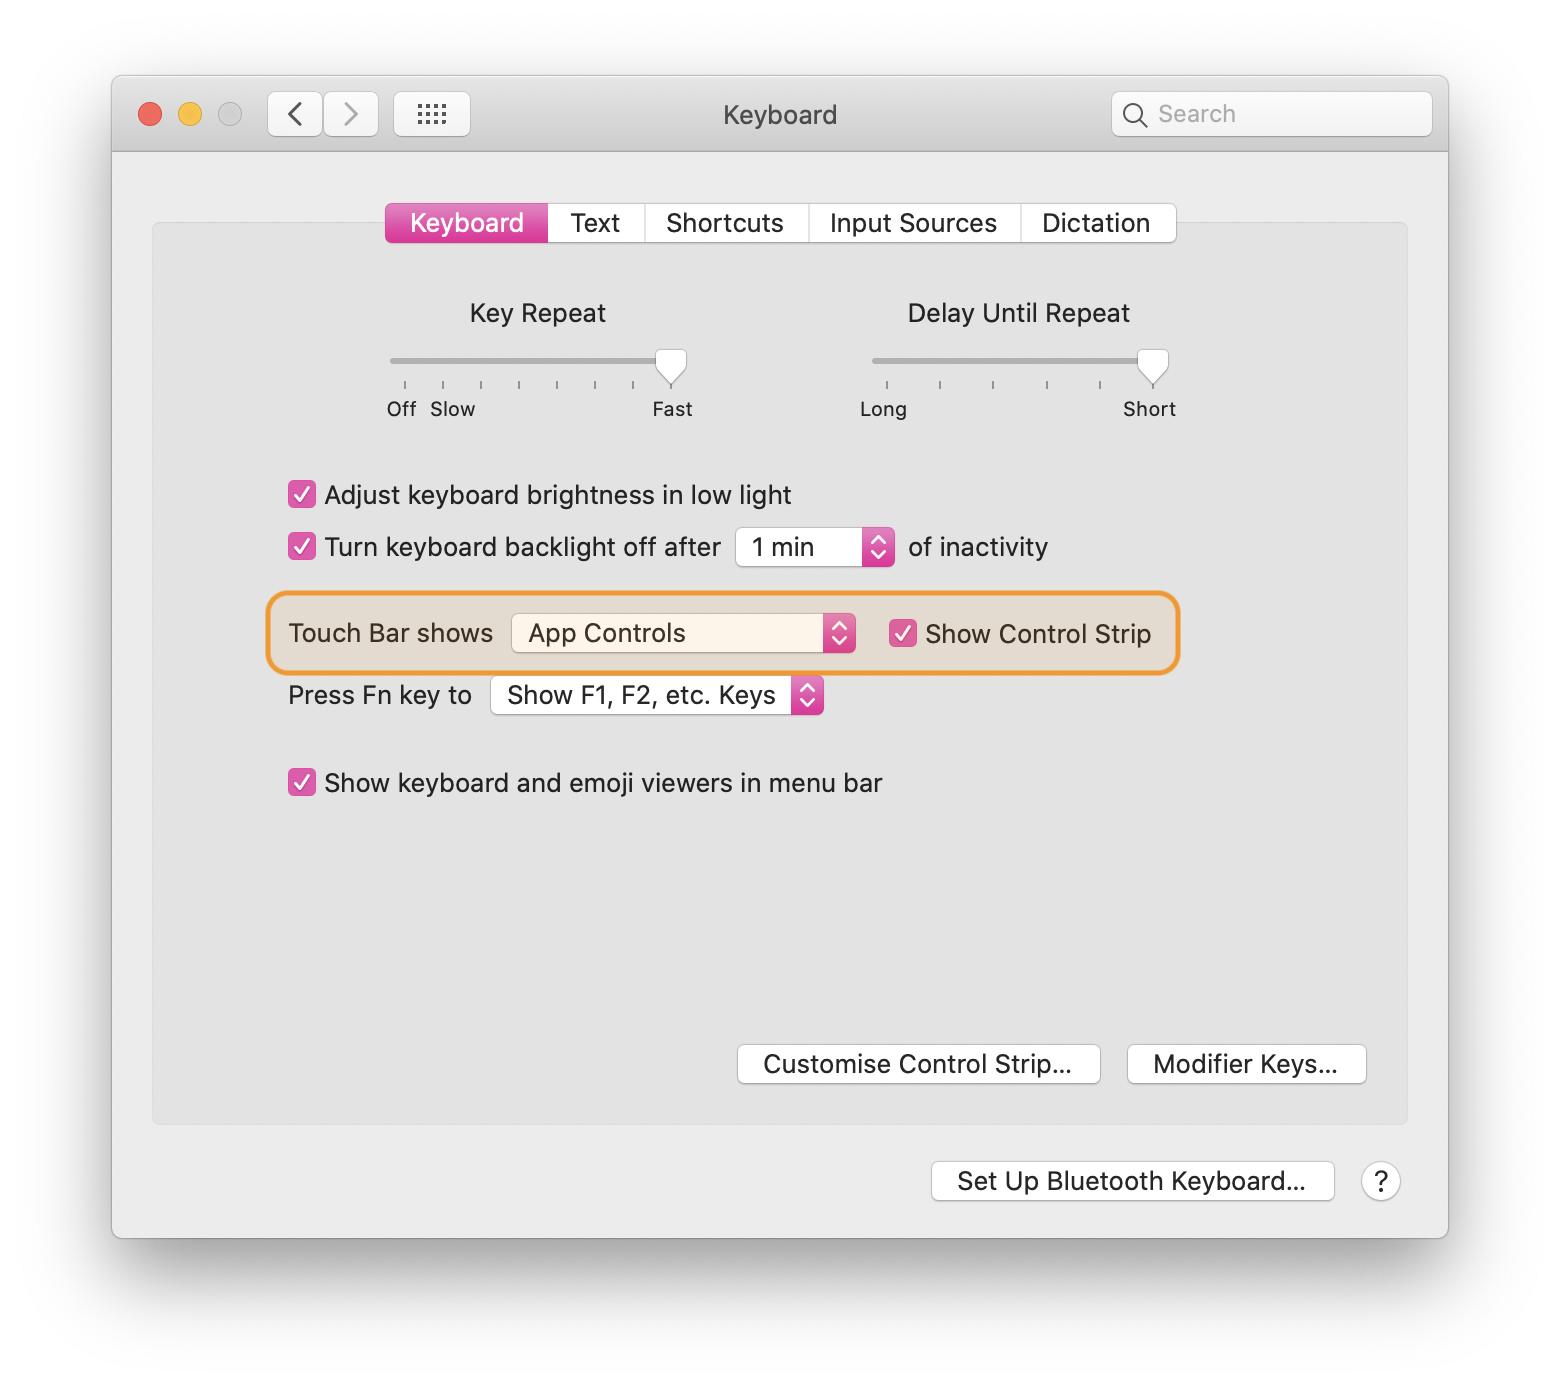 Keyboard
Search
Keyboard Text Shortcuts Input Sources Dictation
Key Repeat Delay Until Repeat
Off Slow Fast Long Short
Adjust keyboard brightness in low light
Turn keyboard backlight off after 1 min of inactivity
Touch Bar shows App Controls Show Control Strip
Press Fn key to Show F1, F2, etc. Keys
Show keyboard and emoji viewers in menu bar
Customise Control Strip... Modifier Keys...
Set Up Bluetooth Keyboard... ?